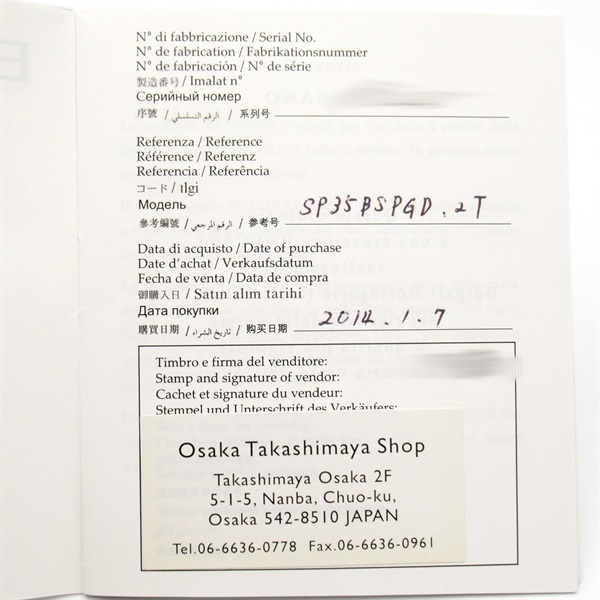 N° di fabbricazione / Serial No.
N° de fabrication / Fabrikationsnummer
N° de fabricación / N° de série
製造番号 / Imalat n°
Серийный номер
序號 / الرقم التسلسلي / 系列号
Referenza / Reference
Référence / Referenz
Referencia / Referência
コード / ılgi
Модель
參考編號 / الرقم المرجعي / 参考号 SP35BSPGD.2T
Data di acquisto / Date of purchase
Date d'achat / Verkaufsdatum
Fecha de venta / Data de compra
御購入日 / Satın alım tarihi
Дата покупки
購買日期 / تاريخ الشراء / 购买日期 2014.1.7
Timbro e firma del venditore:
Stamp and signature of vendor:
Cachet et signature du vendeur:
Stempel und Unterschrift des Verkäufers:
Osaka Takashimaya Shop
Takashimaya Osaka 2F
5-1-5, Nanba, Chuo-ku,
Osaka 542-8510 JAPAN
Tel.06-6636-0778 Fax.06-6636-0961